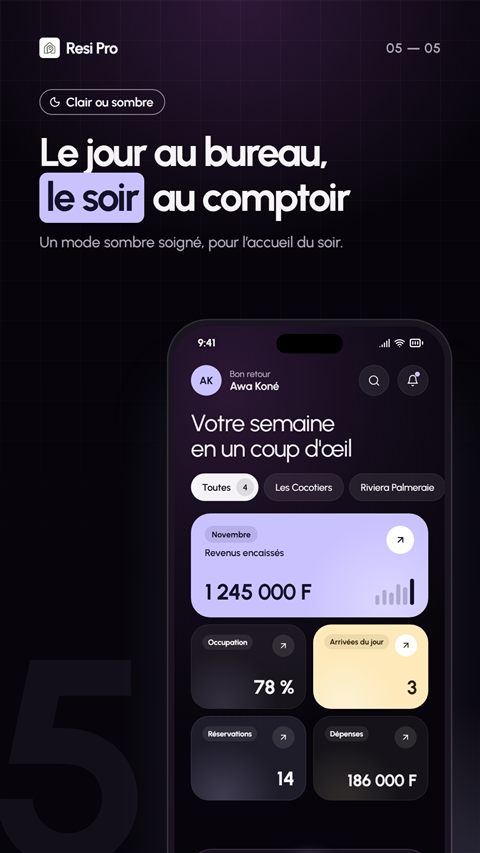 Resi Pro
05 — 05
Clair ou sombre
Le jour au bureau,
le soir au comptoir
Un mode sombre soigné, pour l'accueil du soir.
9:41
AK
Bon retour
Awa Koné
Votre semaine
en un coup d'œil
Toutes 4
Les Cocotiers
Riviera Palmeraie
Novembre
Revenus encaissés
1 245 000 F
Occupation
78 %
Arrivées du jour
3
Réservations
14
Dépenses
186 000 F
5